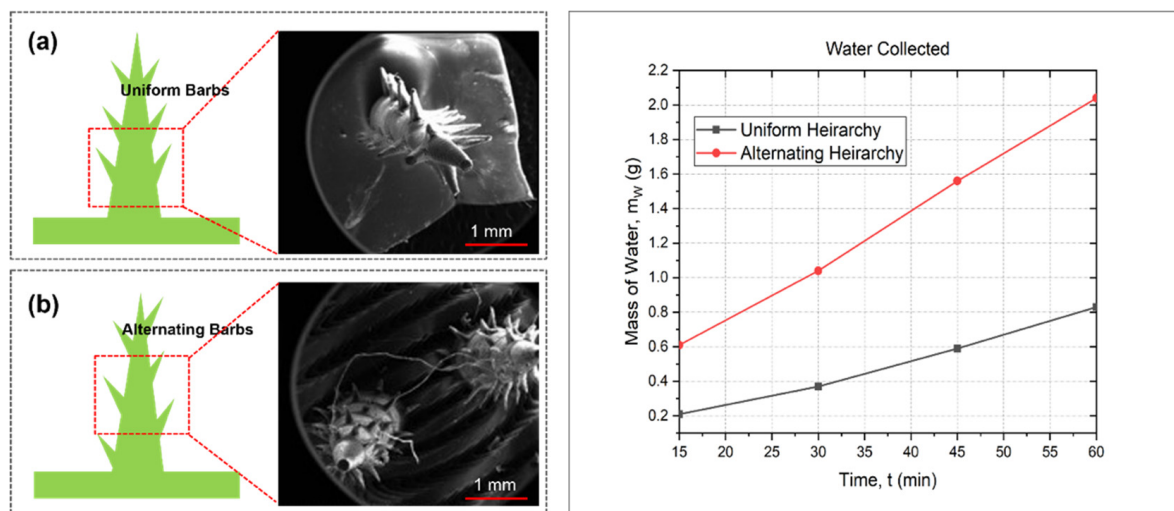 (a)
Uniform Barbs
1 mm
(b)
Alternating Barbs
1 mm
Water Collected
Mass of Water, m_W (g)
2.2
2.0
1.8
1.6
1.4
1.2
1.0
0.8
0.6
0.4
0.2
Uniform Heirarchy
Alternating Heirarchy
15 20 25 30 35 40 45 50 55 60
Time, t (min)